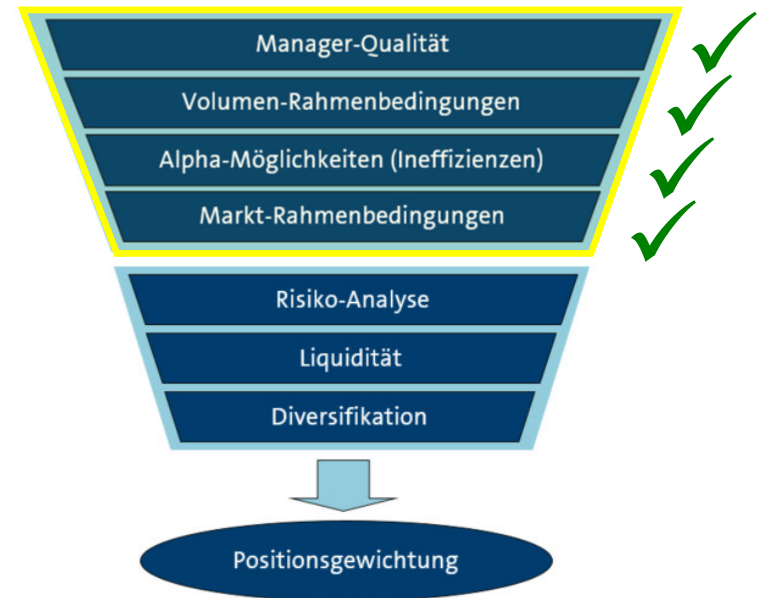 Manager-Qualität
Volumen-Rahmenbedingungen
Alpha-Möglichkeiten (Ineffizienzen)
Markt-Rahmenbedingungen
Risiko-Analyse
Liquidität
Diversifikation
Positionsgewichtung